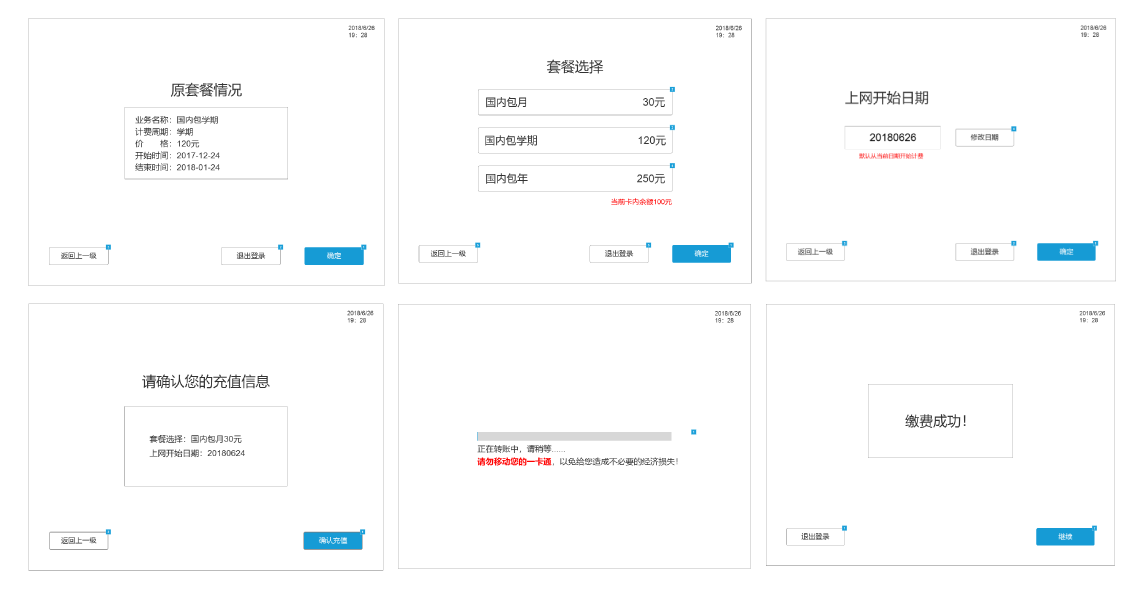 2018/6/26
19：28
原套餐情况
业务名称：国内包学期
计费周期：学期
价　　格：120元
开始时间：2017-12-24
结束时间：2018-01-24
返回上一级
退出登录
确定
2018/6/26
19：28
套餐选择
国内包月 30元
国内包学期 120元
国内包年 250元
当前卡内余额100元
返回上一级
退出登录
确定
2018/6/26
19：28
上网开始日期
20180626
修改日期
默认从当前日期开始计费
返回上一级
退出登录
确定
2018/6/26
19：28
请确认您的充值信息
套餐选择：国内包月30元
上网开始日期：20180624
返回上一级
确认充值
2018/6/26
19：28
正在转账中，请稍等......
请勿移动您的一卡通，以免给您造成不必要的经济损失！
2018/6/26
19：28
缴费成功！
退出登录
继续